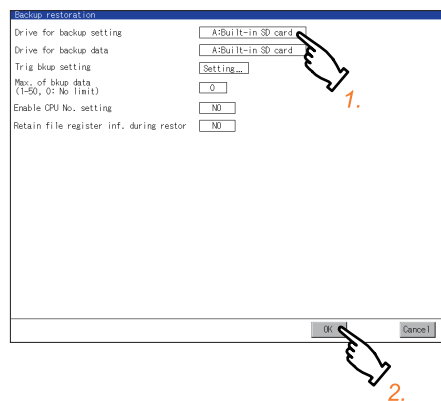 Backup restoration
Drive for backup setting A:Built-in SD card
Drive for backup data A:Built-in SD card
Trig bkup setting Setting...
Max. of bkup data
(1-50, 0: No limit) 0
Enable CPU No. setting NO
Retain file register inf. during restor NO
1.
OK Cancel
2.